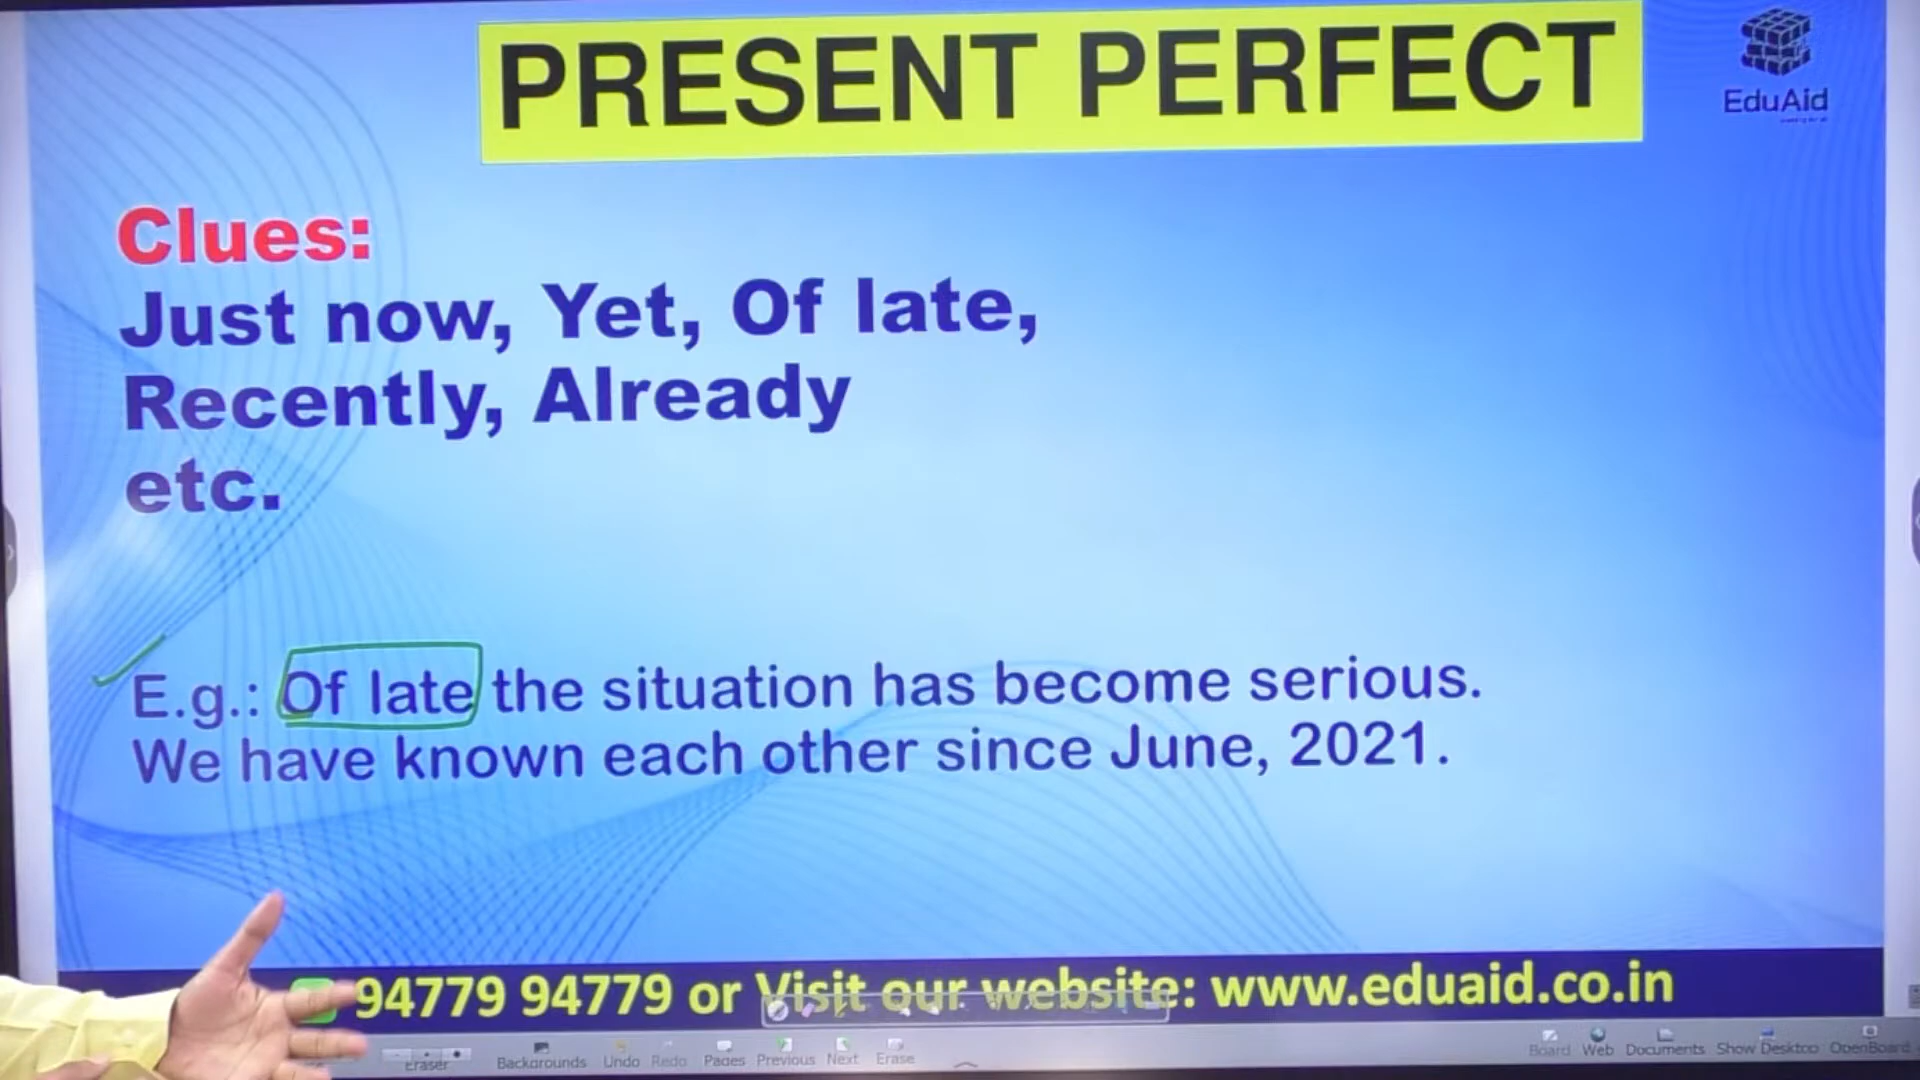 PRESENT PERFECT
EduAid
Clues:
Just now, Yet, Of late,
Recently, Already
etc.
E.g.: Of late the situation has become serious.
We have known each other since June, 2021.
94779 94779 or Visit our website: www.eduaid.co.in
Eraser Backgrounds Undo Redo Pages Previous Next Erase Board Web Documents Show Desktop OpenBoard